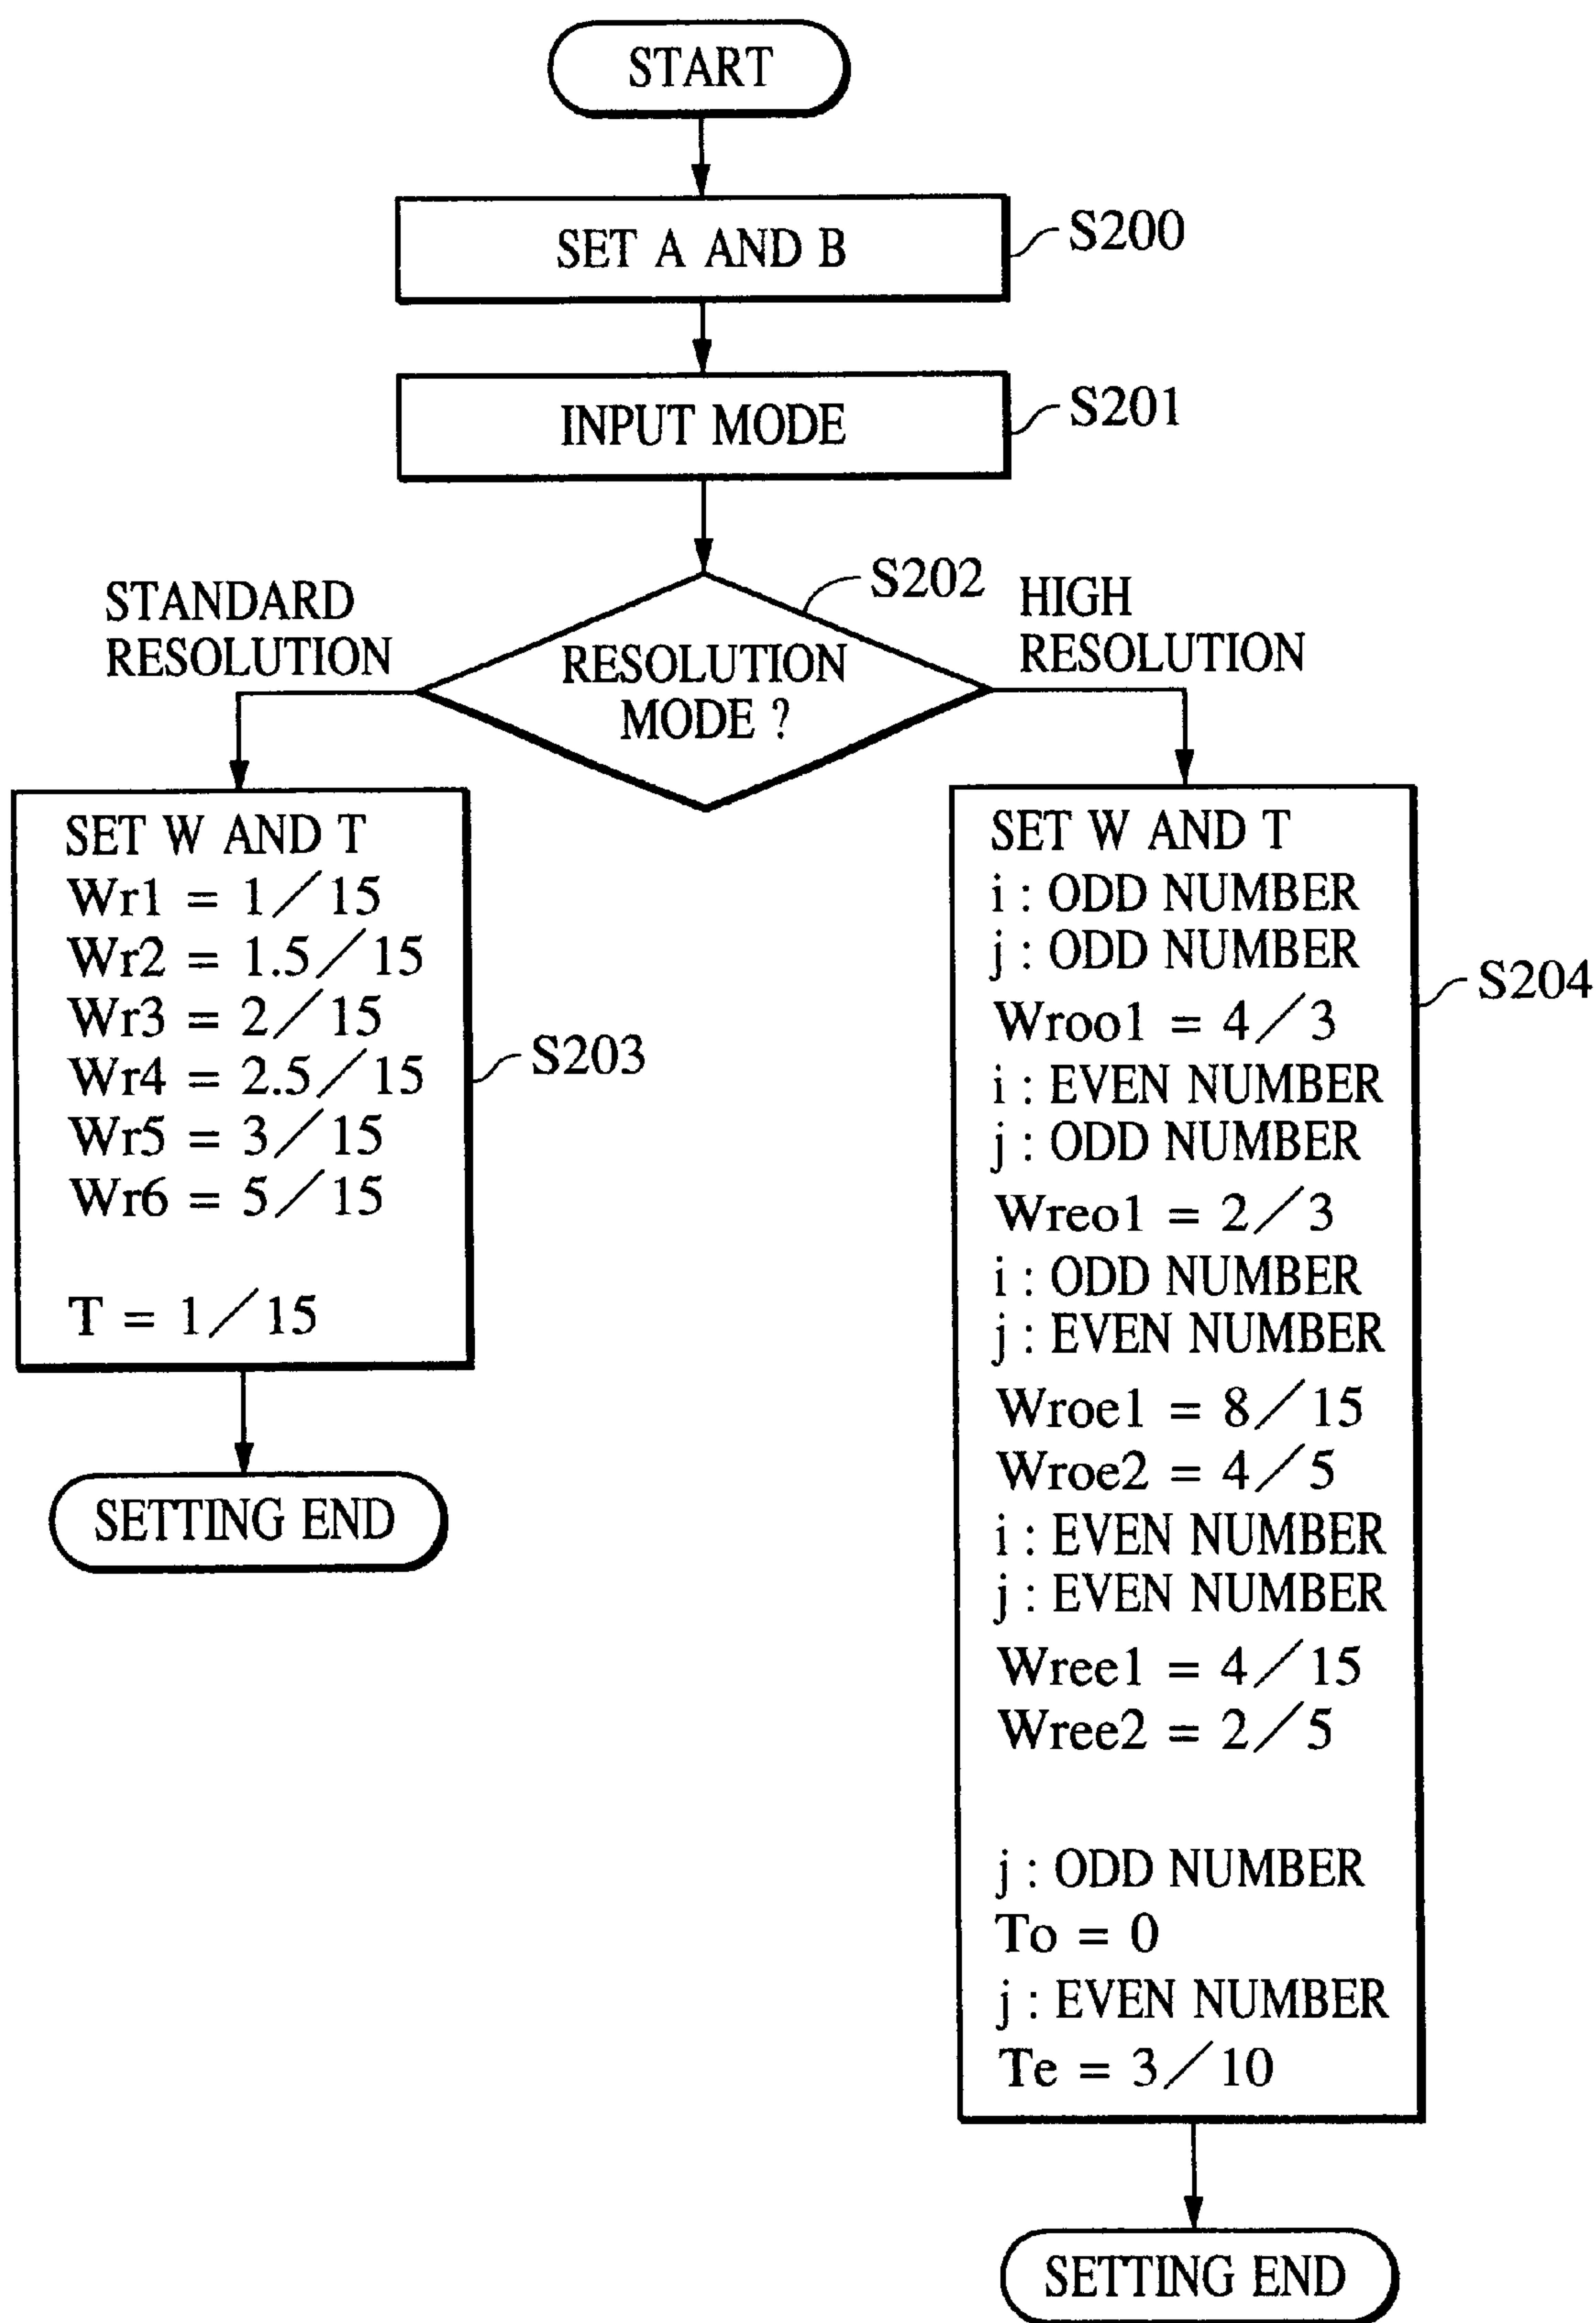 START
SET A AND B
S200
INPUT MODE
S201
S202
STANDARD
RESOLUTION
RESOLUTION
MODE ?
HIGH
RESOLUTION
SET W AND T
Wr1 = 1/15
Wr2 = 1.5/15
Wr3 = 2/15
Wr4 = 2.5/15
Wr5 = 3/15
Wr6 = 5/15
T = 1/15
S203
SETTING END
SET W AND T
i : ODD NUMBER
j : ODD NUMBER
Wroo1 = 4/3
i : EVEN NUMBER
j : ODD NUMBER
Wreo1 = 2/3
i : ODD NUMBER
j : EVEN NUMBER
Wroe1 = 8/15
Wroe2 = 4/5
i : EVEN NUMBER
j : EVEN NUMBER
Wree1 = 4/15
Wree2 = 2/5
j : ODD NUMBER
To = 0
j : EVEN NUMBER
Te = 3/10
S204
SETTING END